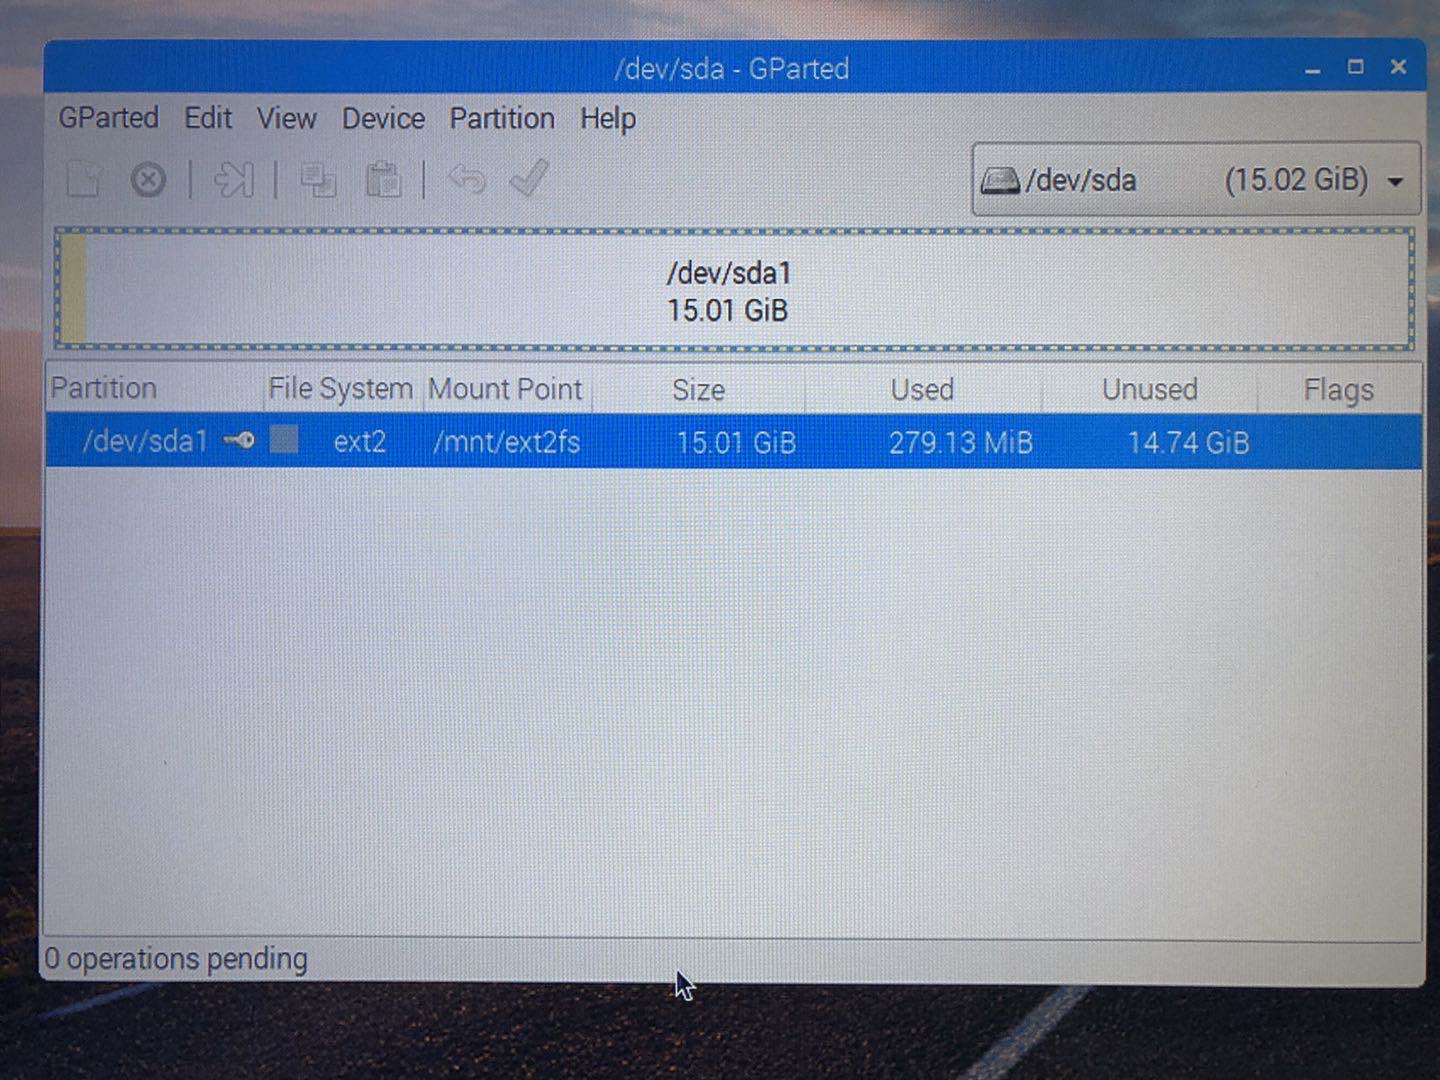 /dev/sda - GParted
GParted Edit View Device Partition Help
/dev/sda (15.02 GiB)
/dev/sda1
15.01 GiB
Partition File System Mount Point Size Used Unused Flags
/dev/sda1 ext2 /mnt/ext2fs 15.01 GiB 279.13 MiB 14.74 GiB
0 operations pending